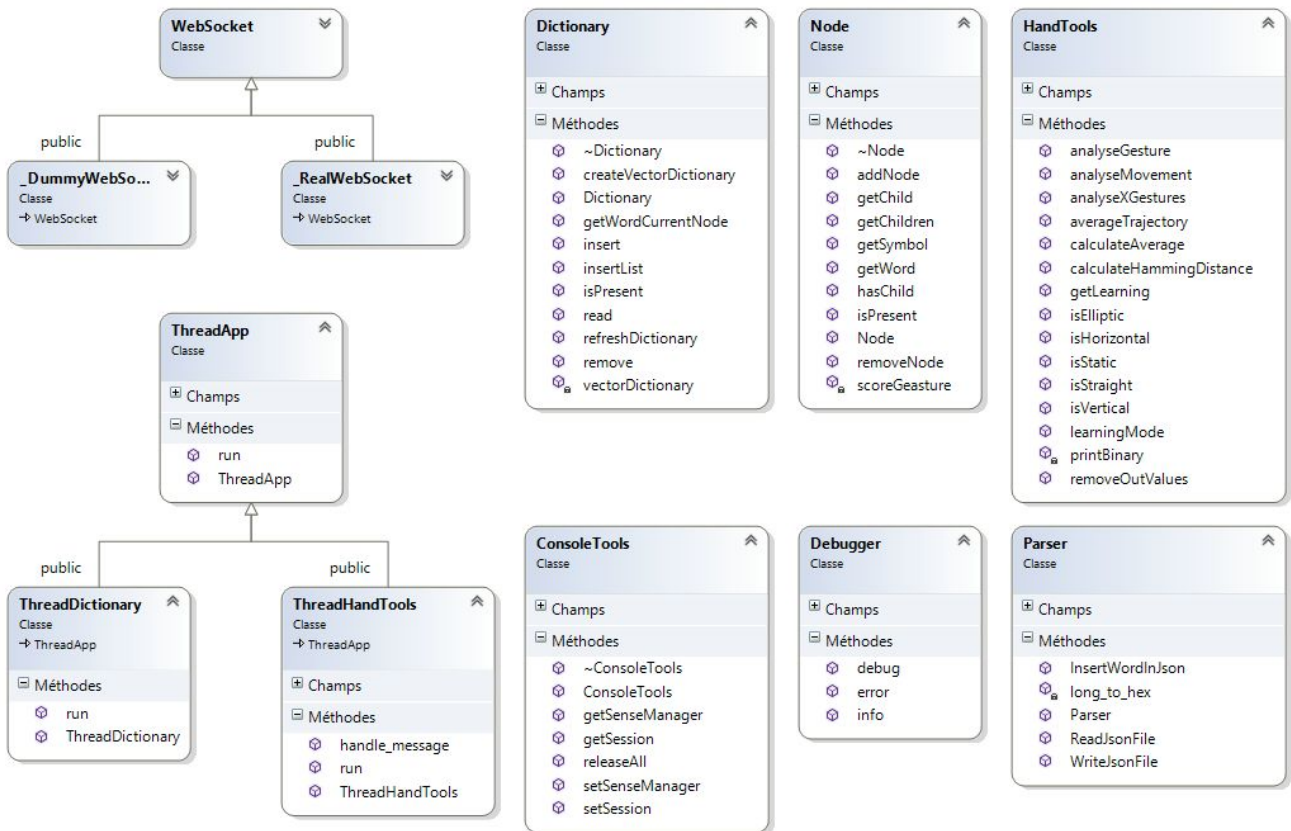 WebSocket
Classe
public
public
_DummyWebSo...
Classe
WebSocket
_RealWebSocket
Classe
WebSocket
ThreadApp
Classe
Champs
Méthodes
run
ThreadApp
public
public
ThreadDictionary
Classe
ThreadApp
Méthodes
run
ThreadDictionary
ThreadHandTools
Classe
ThreadApp
Champs
Méthodes
handle_message
run
ThreadHandTools
Dictionary
Classe
Champs
Méthodes
~Dictionary
createVectorDictionary
Dictionary
getWordCurrentNode
insert
insertList
isPresent
read
refreshDictionary
remove
vectorDictionary
Node
Classe
Champs
Méthodes
~Node
addNode
getChild
getChildren
getSymbol
getWord
hasChild
isPresent
Node
removeNode
scoreGeasture
HandTools
Classe
Champs
Méthodes
analyseGesture
analyseMovement
analyseXGestures
averageTrajectory
calculateAverage
calculateHammingDistance
getLearning
isElliptic
isHorizontal
isStatic
isStraight
isVertical
learningMode
printBinary
removeOutValues
ConsoleTools
Classe
Champs
Méthodes
~ConsoleTools
ConsoleTools
getSenseManager
getSession
releaseAll
setSenseManager
setSession
Debugger
Classe
Champs
Méthodes
debug
error
info
Parser
Classe
Champs
Méthodes
InsertWordInJson
long_to_hex
Parser
ReadJsonFile
WriteJsonFile